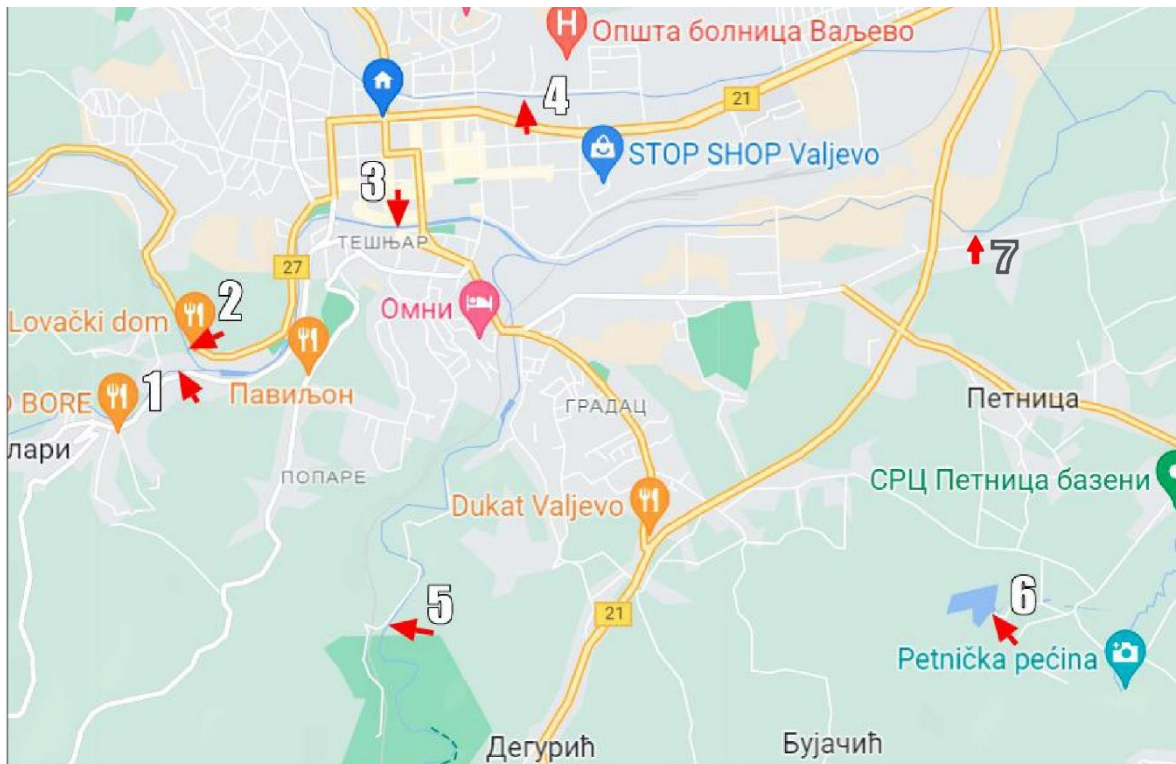 Општа болница Ваљево
4
21
STOP SHOP Valjevo
3
ТЕШЊАР
7
27
2
Омни
Lovački dom
1
BORE
Павиљон
ГРАДАЦ
Петница
лари
ПОПАРЕ
СРЦ Петница базени
Dukat Valjevo
5
6
21
Petnička pećina
Дегурић
Бујачић